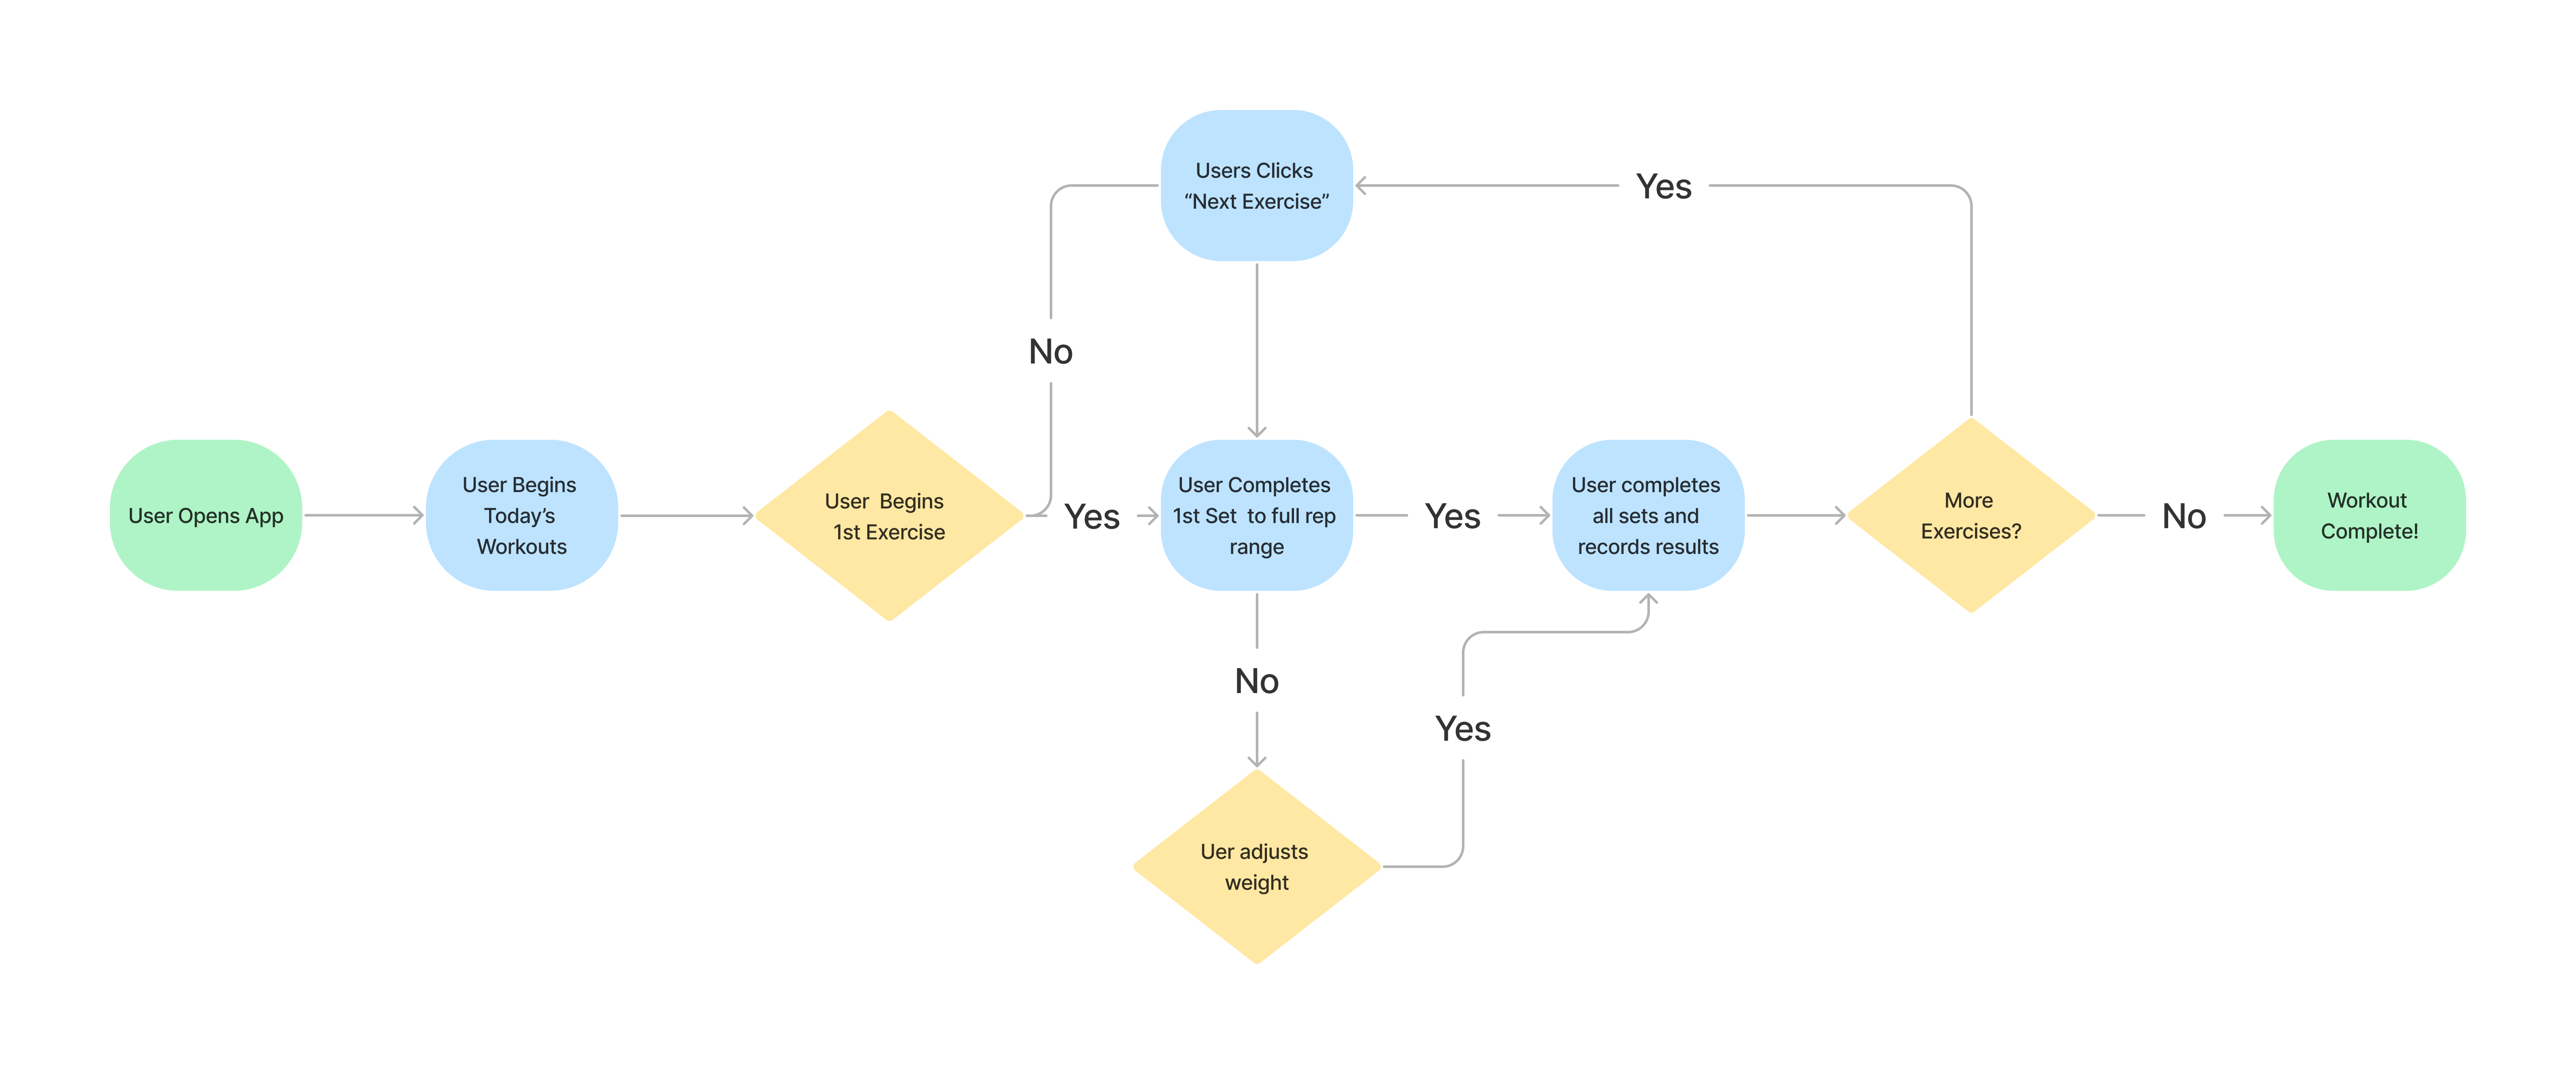 Users Clicks
“Next Exercise”
Yes
No
User Opens App
User Begins
Today’s
Workouts
User  Begins
1st Exercise
Yes
User Completes
1st Set  to full rep
range
Yes
User completes
all sets and
records results
More
Exercises?
No
Workout
Complete!
No
Yes
Uer adjusts
weight